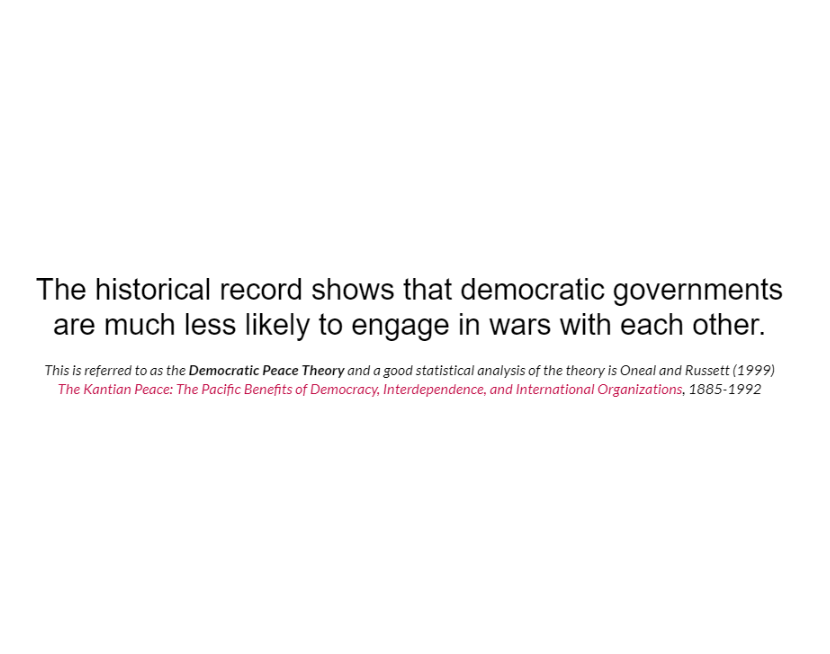 The historical record shows that democratic governments
are much less likely to engage in wars with each other.
This is referred to as the Democratic Peace Theory and a good statistical analysis of the theory is Oneal and Russett (1999)
The Kantian Peace: The Pacific Benefits of Democracy, Interdependence, and International Organizations, 1885-1992